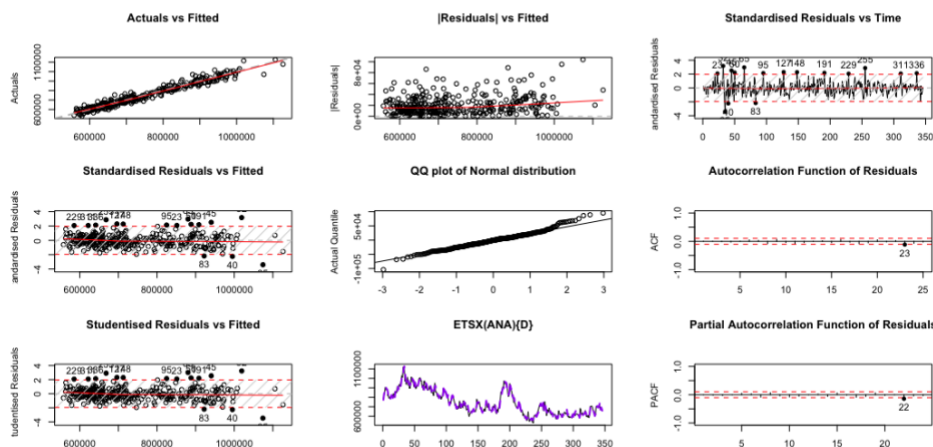 Actuals vs Fitted
Actuals
600000 1100000
600000 800000 1000000
|Residuals| vs Fitted
|Residuals|
0e+00 6e+04
600000 800000 1000000
Standardised Residuals vs Time
andardised Residuals
-4 0 2 4
95 127 148 191 229 255 311 336
83
0 50 100 150 200 250 300 350
Standardised Residuals vs Fitted
andardised Residuals
-4 0 2 4
229 95 23 45
83 40
600000 800000 1000000
QQ plot of Normal distribution
Actual Quantile
-1e+05 5e+04
-3 -2 -1 0 1 2 3
Autocorrelation Function of Residuals
ACF
-1.0 0.0 1.0
23
5 10 15 20 25
Studentised Residuals vs Fitted
tudentised Residuals
-4 0 2 4
229 95 23 45
83 40
600000 800000 1000000
ETSX(ANA){D}
600000 1100000
0 50 100 150 200 250 300 350
Partial Autocorrelation Function of Residuals
PACF
-1.0 0.0 1.0
22
5 10 15 20 25